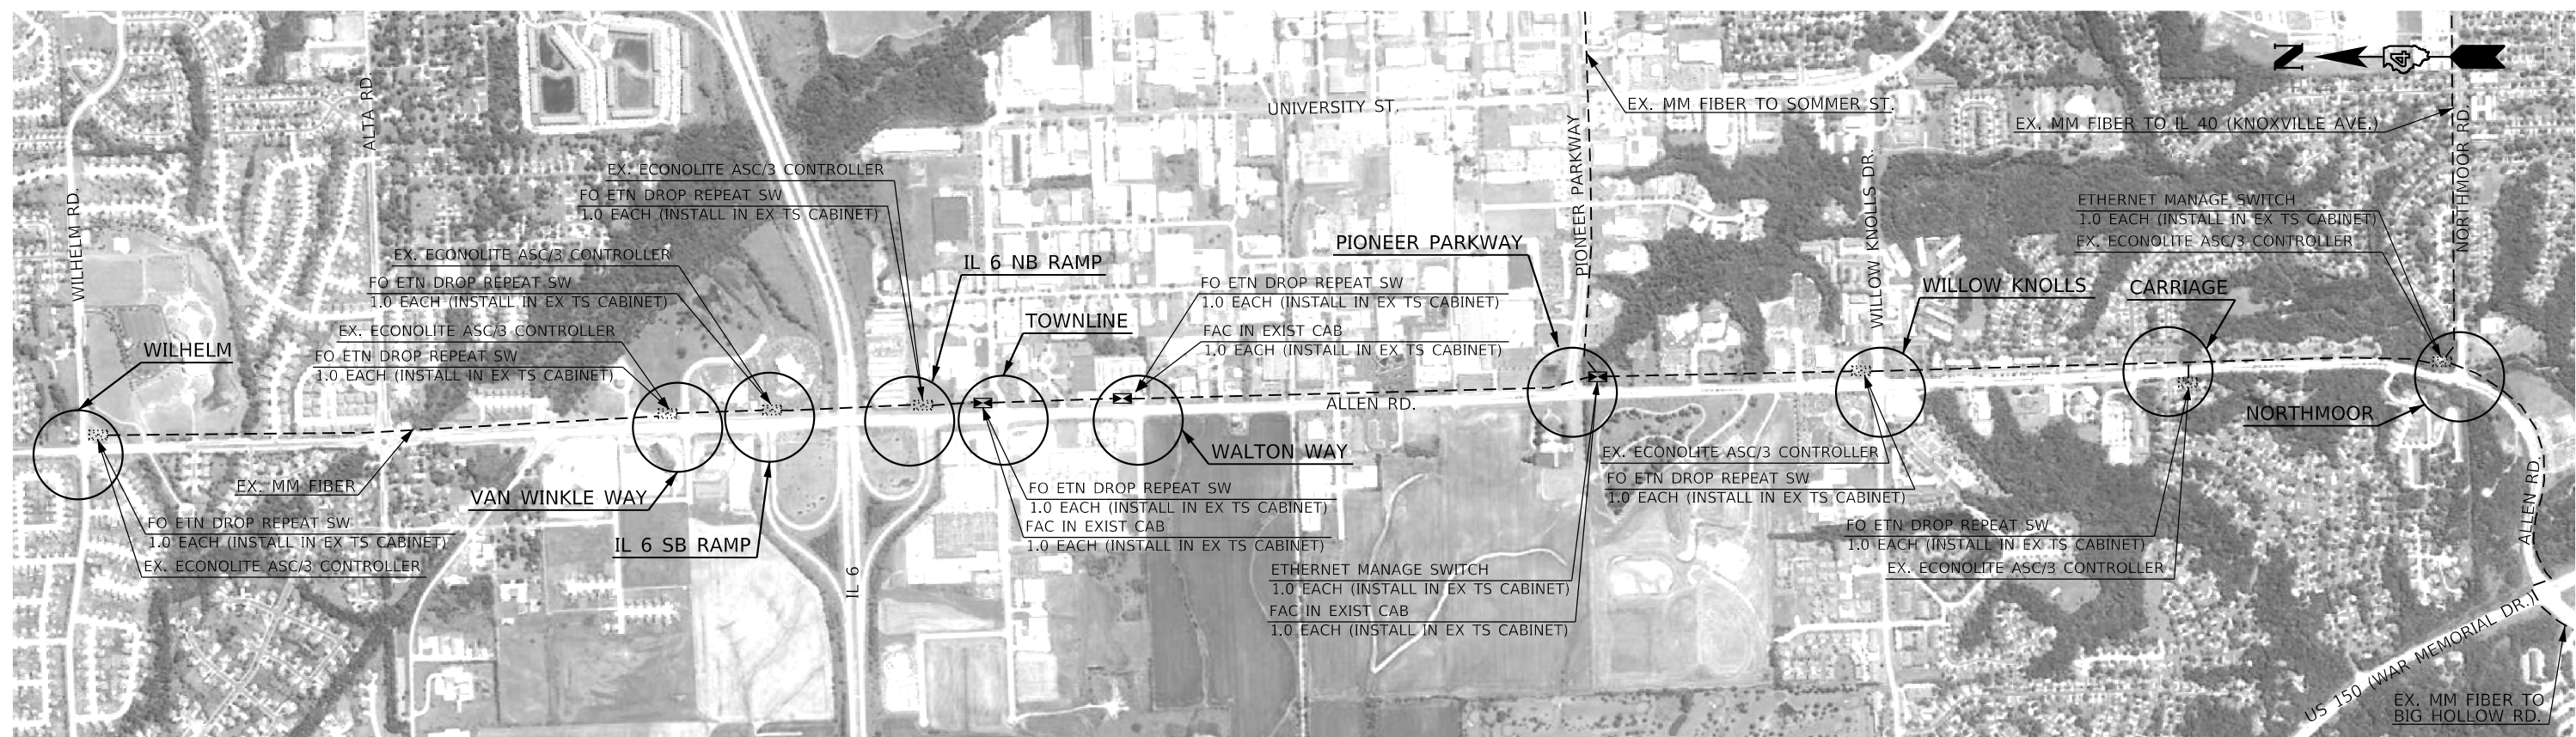 N
4
UNIVERSITY ST.
EX. MM FIBER TO SOMMER ST.
EX. MM FIBER TO IL 40 (KNOXVILLE AVE.)
ALTA RD.
WILHELM RD.
PIONEER PARKWAY
WILLOW KNOLLS DR.
NORTHMOOR RD.
EX. ECONOLITE ASC/3 CONTROLLER
FO ETN DROP REPEAT SW
1.0 EACH (INSTALL IN EX TS CABINET)
ETHERNET MANAGE SWITCH
1.0 EACH (INSTALL IN EX TS CABINET)
EX. ECONOLITE ASC/3 CONTROLLER
PIONEER PARKWAY
EX. ECONOLITE ASC/3 CONTROLLER
FO ETN DROP REPEAT SW
1.0 EACH (INSTALL IN EX TS CABINET)
IL 6 NB RAMP
FO ETN DROP REPEAT SW
1.0 EACH (INSTALL IN EX TS CABINET)
FAC IN EXIST CAB
1.0 EACH (INSTALL IN EX TS CABINET)
WILLOW KNOLLS
CARRIAGE
TOWNLINE
EX. ECONOLITE ASC/3 CONTROLLER
FO ETN DROP REPEAT SW
1.0 EACH (INSTALL IN EX TS CABINET)
WILHELM
ALLEN RD.
NORTHMOOR
WALTON WAY
EX. ECONOLITE ASC/3 CONTROLLER
FO ETN DROP REPEAT SW
1.0 EACH (INSTALL IN EX TS CABINET)
EX. MM FIBER
VAN WINKLE WAY
FO ETN DROP REPEAT SW
1.0 EACH (INSTALL IN EX TS CABINET)
FAC IN EXIST CAB
1.0 EACH (INSTALL IN EX TS CABINET)
FO ETN DROP REPEAT SW
1.0 EACH (INSTALL IN EX TS CABINET)
EX. ECONOLITE ASC/3 CONTROLLER
IL 6 SB RAMP
IL 6
FO ETN DROP REPEAT SW
1.0 EACH (INSTALL IN EX TS CABINET)
EX. ECONOLITE ASC/3 CONTROLLER
ALLEN RD.
ETHERNET MANAGE SWITCH
1.0 EACH (INSTALL IN EX TS CABINET)
FAC IN EXIST CAB
1.0 EACH (INSTALL IN EX TS CABINET)
US 150 (WAR MEMORIAL DR.)
EX. MM FIBER TO
BIG HOLLOW RD.